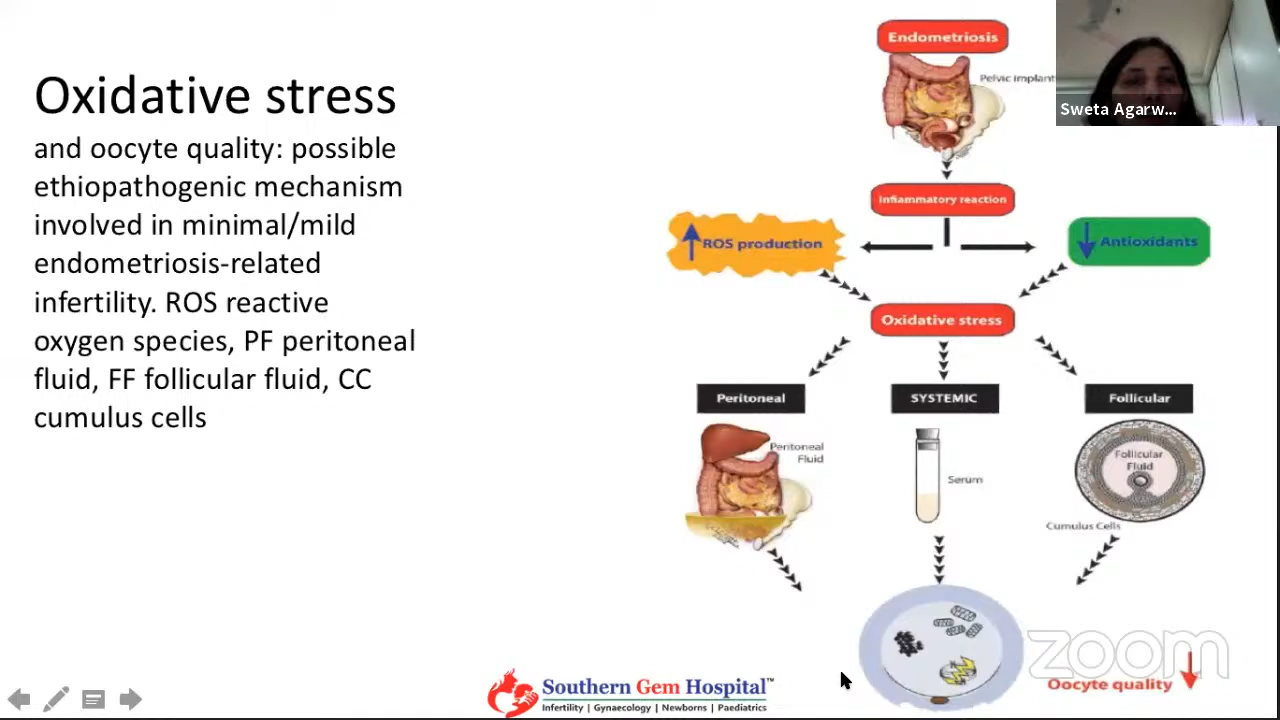 Oxidative stress
and oocyte quality: possible
ethiopathogenic mechanism
involved in minimal/mild
endometriosis-related
infertility. ROS reactive
oxygen species, PF peritoneal
fluid, FF follicular fluid, CC
cumulus cells
Endometriosis
Pelvic implant
Sweta Agarw...
Inflammatory reaction
ROS production
Antioxidants
Oxidative stress
Peritoneal
SYSTEMIC
Follicular
Peritoneal
Fluid
Serum
Follicular
Fluid
Cumulus Cells
zoom
Oocyte quality
Southern Gem Hospital™
Infertility | Gynaecology | Newborns | Paediatrics